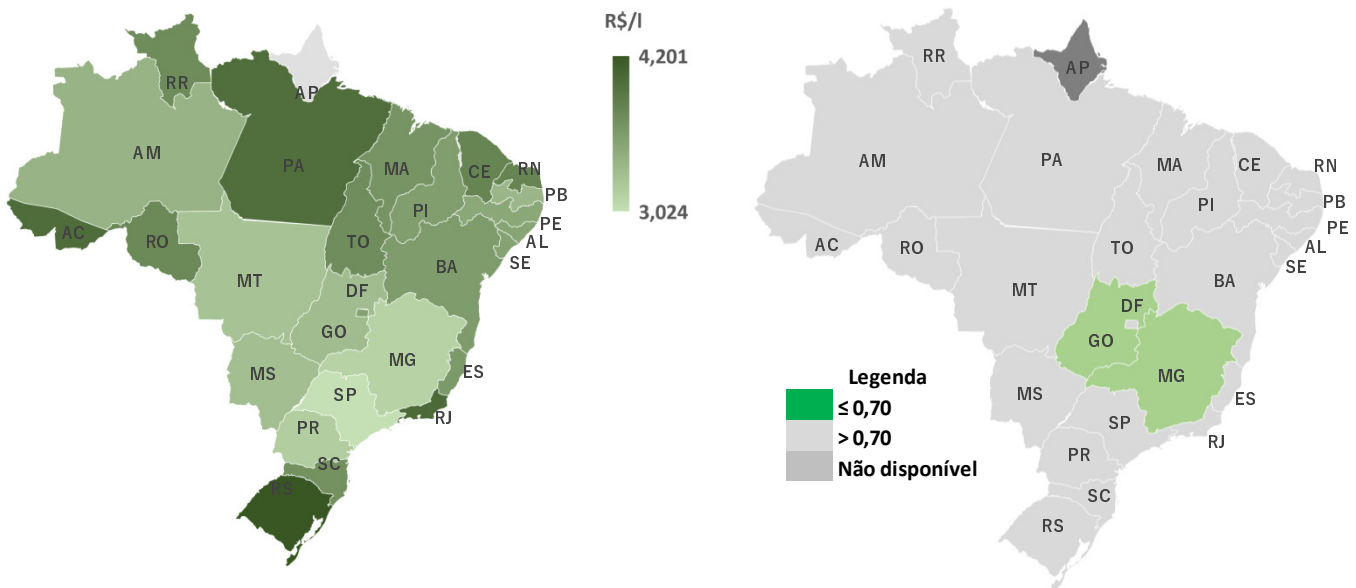 R$/l
4,201
3,024
RR
AP
AM
PA
MA
CE
RN
PB
PI
PE
AC
RO
TO
AL
SE
BA
MT
DF
GO
MG
MS
ES
SP
RJ
PR
SC
RS
RR
AP
AM
PA
MA
CE
RN
PB
PI
PE
AC
RO
TO
AL
SE
BA
MT
DF
GO
MG
MS
ES
SP
RJ
PR
SC
RS
Legenda
≤ 0,70
> 0,70
Não disponível